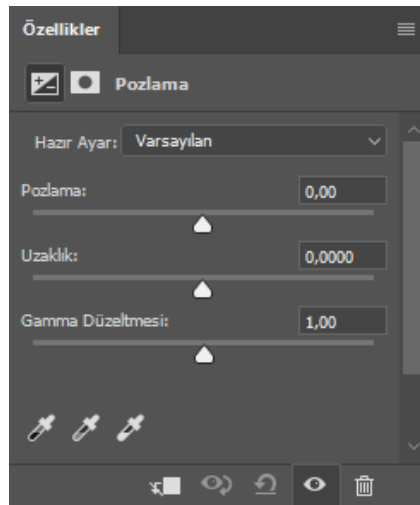 Özellikler
Pozlama
Hazır Ayar: Varsayılan
Pozlama: 0,00
Uzaklık: 0,0000
Gamma Düzeltmesi: 1,00